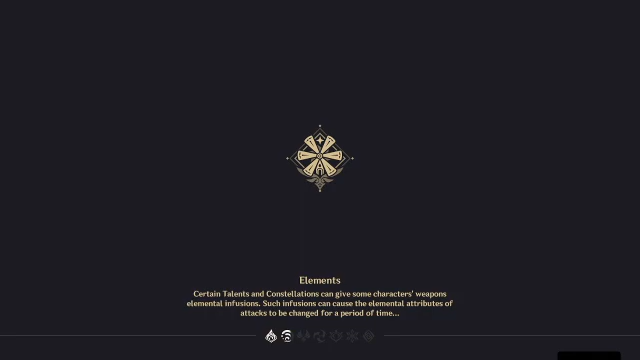 Elements
Certain Talents and Constellations can give some characters' weapons
elemental infusions. Such infusions can cause the elemental attributes of
attacks to be changed for a period of time...